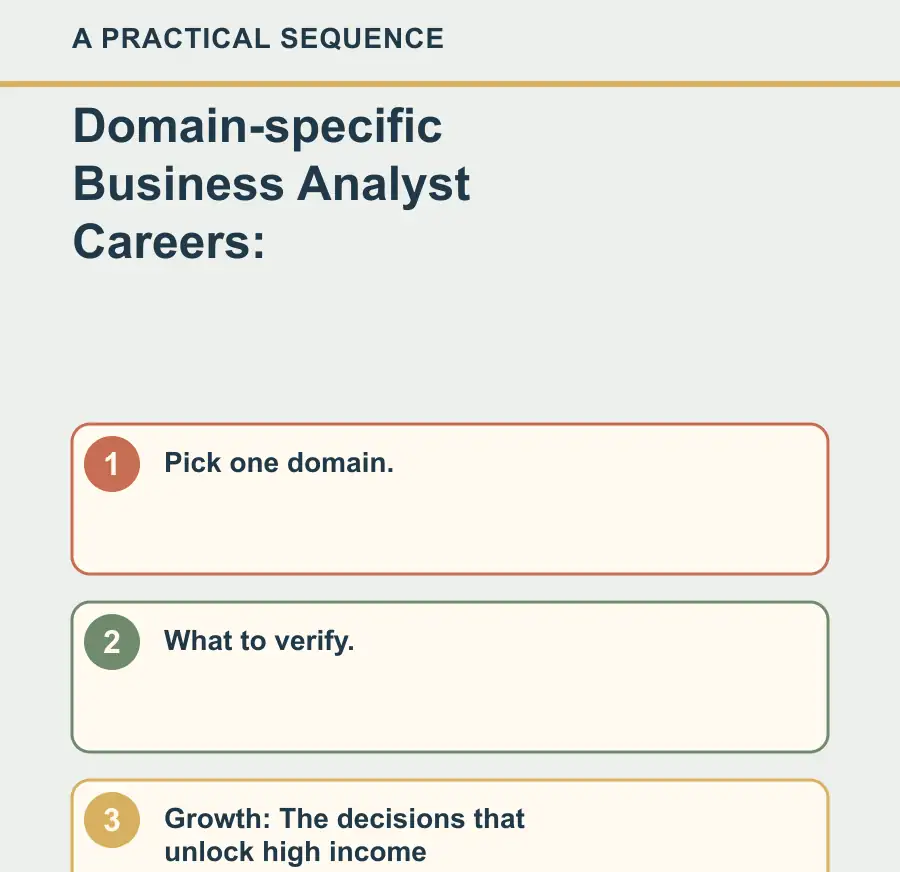 A PRACTICAL SEQUENCE
Domain-specific
Business Analyst
Careers:
1
Pick one domain.
2
What to verify.
3
Growth: The decisions that
unlock high income